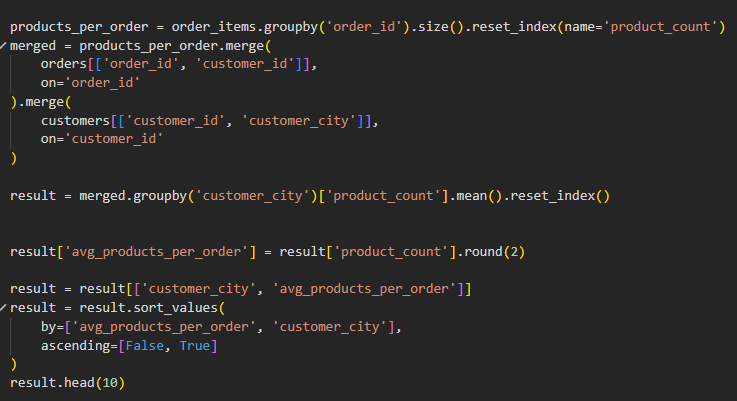 products_per_order = order_items.groupby('order_id').size().reset_index(name='product_count')
merged = products_per_order.merge(
    orders[['order_id', 'customer_id']],
    on='order_id'
).merge(
    customers[['customer_id', 'customer_city']],
    on='customer_id'
)
result = merged.groupby('customer_city')['product_count'].mean().reset_index()
result['avg_products_per_order'] = result['product_count'].round(2)
result = result[['customer_city', 'avg_products_per_order']]
result = result.sort_values(
    by=['avg_products_per_order', 'customer_city'],
    ascending=[False, True]
)
result.head(10)